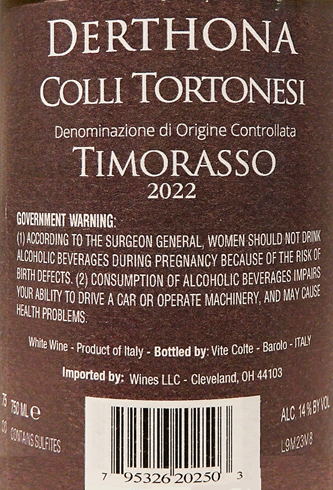 DERTHONA
COLLI TORTONESI
Denominazione di Origine Controllata
TIMORASSO
2022
GOVERNMENT WARNING:
(1) ACCORDING TO THE SURGEON GENERAL, WOMEN SHOULD NOT DRINK
ALCOHOLIC BEVERAGES DURING PREGNANCY BECAUSE OF THE RISK OF
BIRTH DEFECTS. (2) CONSUMPTION OF ALCOHOLIC BEVERAGES IMPAIRS
YOUR ABILITY TO DRIVE A CAR OR OPERATE MACHINERY, AND MAY CAUSE
HEALTH PROBLEMS.
White Wine - Product of Italy - Bottled by: Vite Colte - Barolo - ITALY
Imported by: Wines LLC - Cleveland, OH 44103
750 ML e
CONTAINS SULFITES
ALC. 14% BY VOL
L9M23M8
7 95326 20250 3